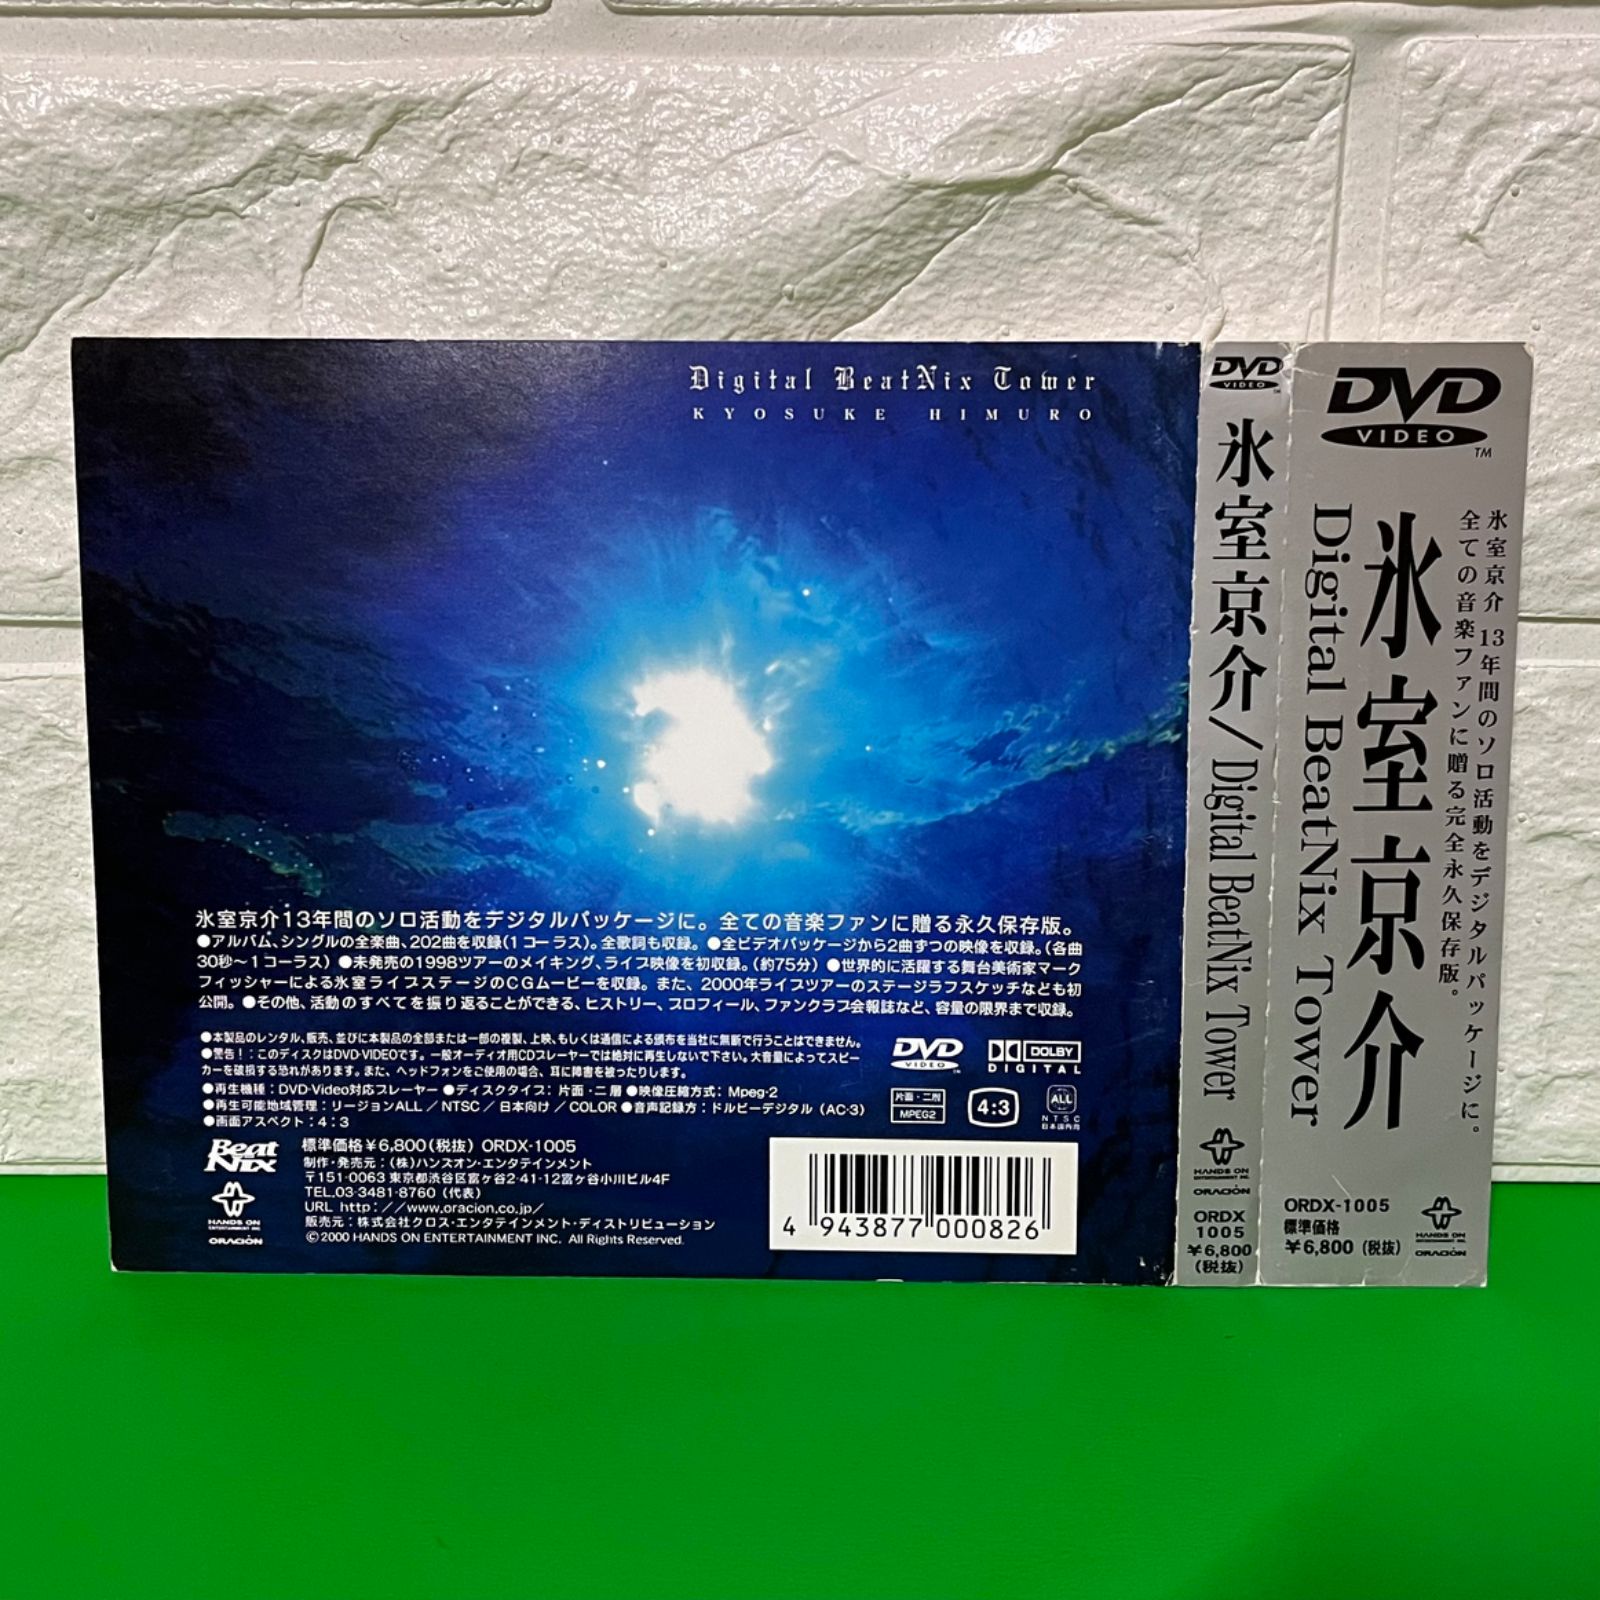 Digital BeatNix Tower
KYOSUKE HIMURO
氷室京介13年間のソロ活動をデジタルパッケージに。全ての音楽ファンに贈る永久保存版。
●アルバム、シングルの全楽曲、202曲を収録(1コーラス)。全歌詞も収録。●全ビデオパッケージから2曲ずつの映像を収録。(各曲
30秒〜1コーラス) ●未発売の1998ツアーのメイキング、ライブ映像を初収録。(約75分) ●世界的に活躍する舞台美術家マーク
フィッシャーによる氷室ライブステージのCGムービーを収録。また、2000年ライブツアーのステージラフスケッチなども初
公開。●その他、活動のすべてを振り返ることができる、ヒストリー、プロフィール、ファンクラブ会報誌など、容量の限界まで収録。
●本製品のレンタル、販売、並びに本製品の全部または一部の複製、上映、もしくは通信による頒布を当社に無断で行うことはできません。
●警告!：このディスクはDVD-VIDEOです。一般オーディオ用CDプレーヤーでは絶対に再生しないで下さい。大音量によってスピー
カーを破損する恐れがあります。また、ヘッドフォンをご使用の場合、耳に障害を被ったりします。
●再生機種：DVD-Video対応プレーヤー ●ディスクタイプ：片面・二層 ●映像圧縮方式：Mpeg-2
●再生可能地域管理：リージョンALL／NTSC／日本向け／COLOR ●音声記録方：ドルビーデジタル (AC-3)
●画面アスペクト：4：3
DVD
VIDEO
DOLBY
DIGITAL
片面・二層
MPEG2
4:3
ALL
NTSC
日本国内向
Beat
Nix
HANDS ON
ENTERTAINMENT INC.
ORACIÓN
標準価格￥6,800(税抜) ORDX-1005
制作・発売元：(株)ハンズオン・エンタテインメント
〒151-0063 東京都渋谷区富ヶ谷2-41-12富ヶ谷小川ビル4F
TEL.03-3481-8760 (代表)
URL http：//www.oracion.co.jp/
販売元：株式会社クロス・エンタテインメント・ディストリビューション
©2000 HANDS ON ENTERTAINMENT INC. All Rights Reserved.
4 943877 000826
DVD
VIDEO
氷室京介／Digital BeatNix Tower
HANDS ON
ENTERTAINMENT INC.
ORACIÓN
ORDX
1005
￥6,800
(税抜)
DVD
VIDEO
TM
氷室京介 13年間のソロ活動をデジタルパッケージに。
全ての音楽ファンに贈る完全永久保存版。
氷室京介
Digital BeatNix Tower
ORDX-1005
標準価格
￥6,800 (税抜)
HANDS ON
ENTERTAINMENT INC.
ORACIÓN